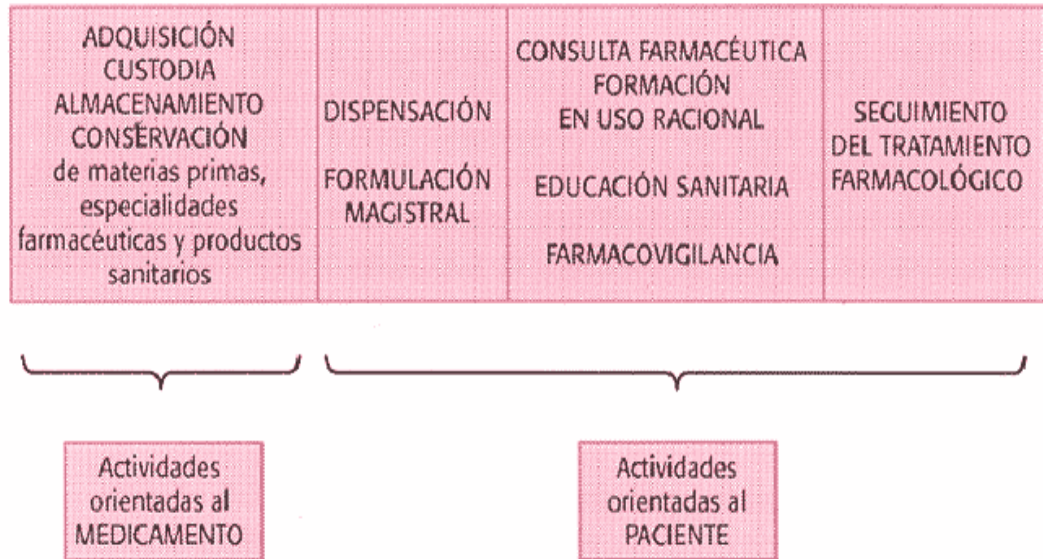 ADQUISICIÓN
CUSTODIA
ALMACENAMIENTO
CONSERVACIÓN
de materias primas,
especialidades
farmacéuticas y productos
sanitarios
DISPENSACIÓN
FORMULACIÓN
MAGISTRAL
CONSULTA FARMACÉUTICA
FORMACIÓN
EN USO RACIONAL
EDUCACIÓN SANITARIA
FARMACOVIGILANCIA
SEGUIMIENTO
DEL TRATAMIENTO
FARMACOLÓGICO
Actividades
orientadas al
MEDICAMENTO
Actividades
orientadas al
PACIENTE